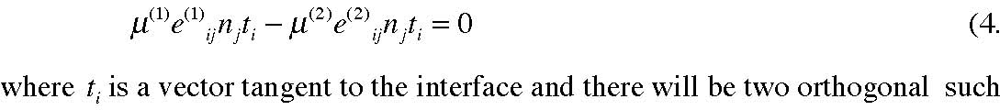 μ⁽¹⁾e⁽¹⁾ᵢⱼnⱼtᵢ − μ⁽²⁾e⁽²⁾ᵢⱼnⱼtᵢ = 0 (4.
where tᵢ is a vector tangent to the interface and there will be two orthogonal such